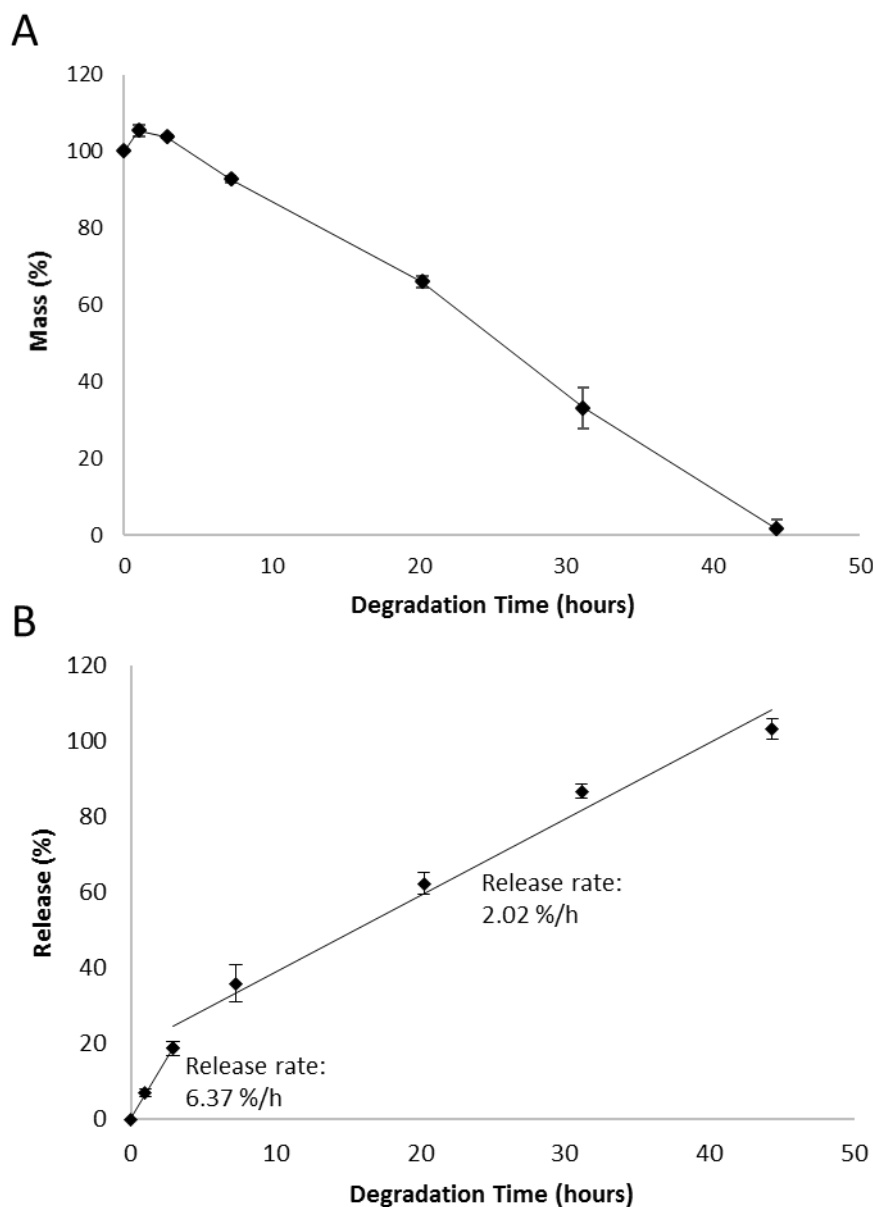 A
120
100
80
60
40
20
0
0 10 20 30 40 50
Mass (%)
Degradation Time (hours)
B
120
100
80
60
40
20
0
0 10 20 30 40 50
Release (%)
Release rate:
2.02 %/h
Release rate:
6.37 %/h
Degradation Time (hours)